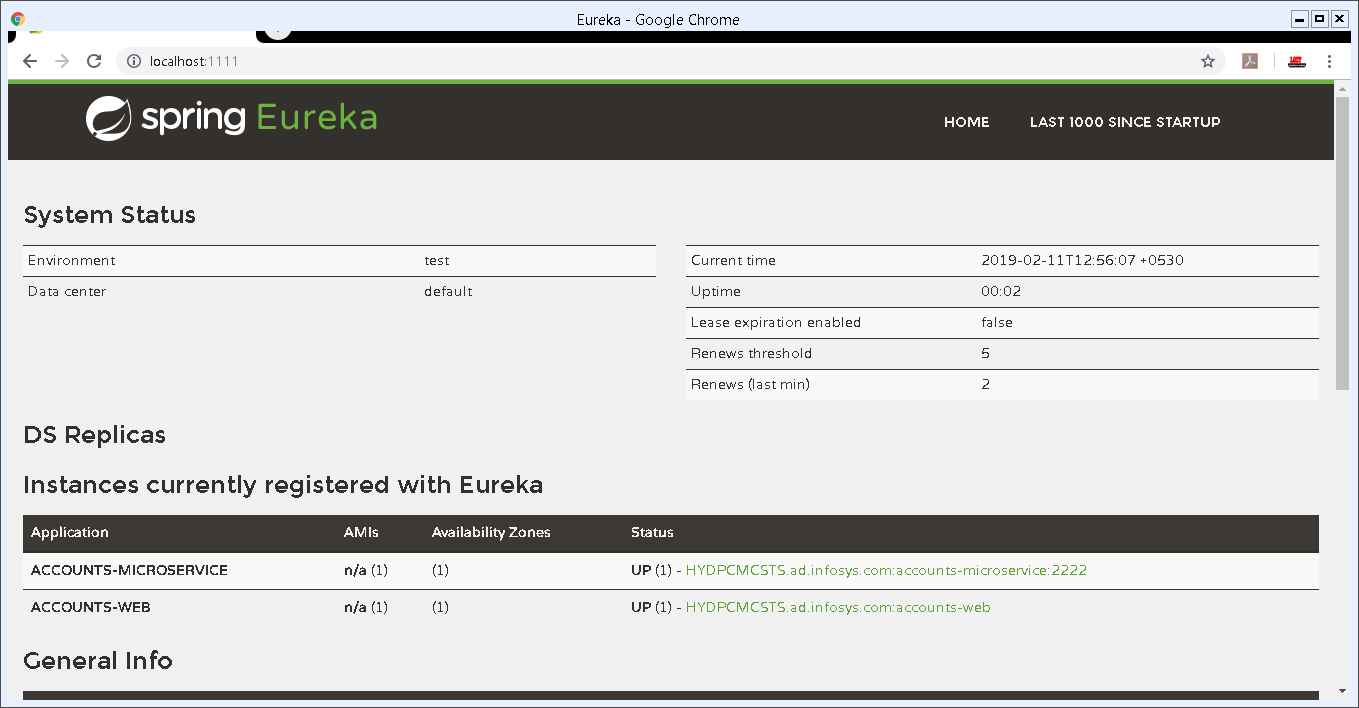 Eureka - Google Chrome
localhost:1111
spring Eureka
HOME LAST 1000 SINCE STARTUP
System Status
Environment test
Data center default
Current time 2019-02-11T12:56:07 +0530
Uptime 00:02
Lease expiration enabled false
Renews threshold 5
Renews (last min) 2
DS Replicas
Instances currently registered with Eureka
Application AMIs Availability Zones Status
ACCOUNTS-MICROSERVICE n/a (1) (1) UP (1) - HYDPCMCSTS.ad.infosys.com:accounts-microservice:2222
ACCOUNTS-WEB n/a (1) (1) UP (1) - HYDPCMCSTS.ad.infosys.com:accounts-web
General Info